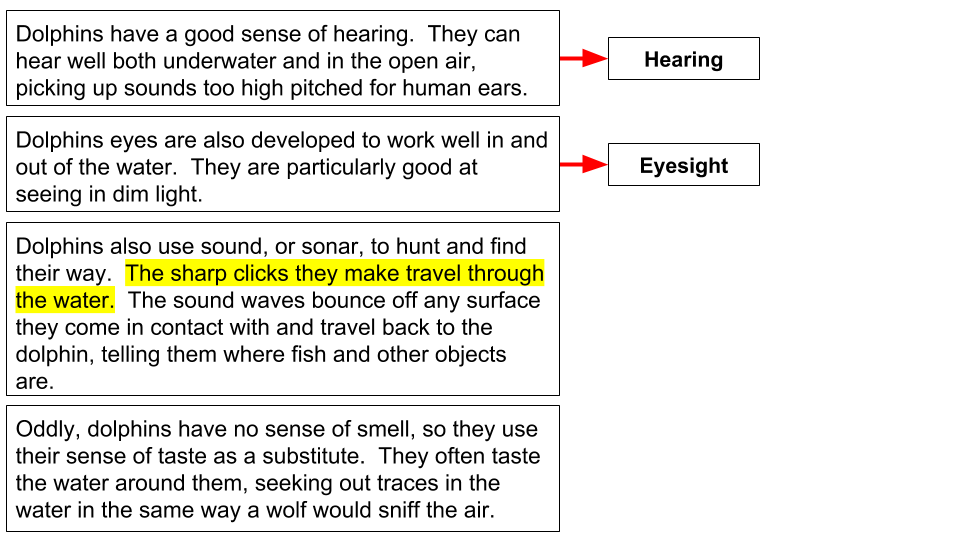 Dolphins have a good sense of hearing.  They can
hear well both underwater and in the open air,
picking up sounds too high pitched for human ears.
Hearing
Dolphins eyes are also developed to work well in and
out of the water.  They are particularly good at
seeing in dim light.
Eyesight
Dolphins also use sound, or sonar, to hunt and find
their way.  The sharp clicks they make travel through
the water.  The sound waves bounce off any surface
they come in contact with and travel back to the
dolphin, telling them where fish and other objects
are.
Oddly, dolphins have no sense of smell, so they use
their sense of taste as a substitute.  They often taste
the water around them, seeking out traces in the
water in the same way a wolf would sniff the air.